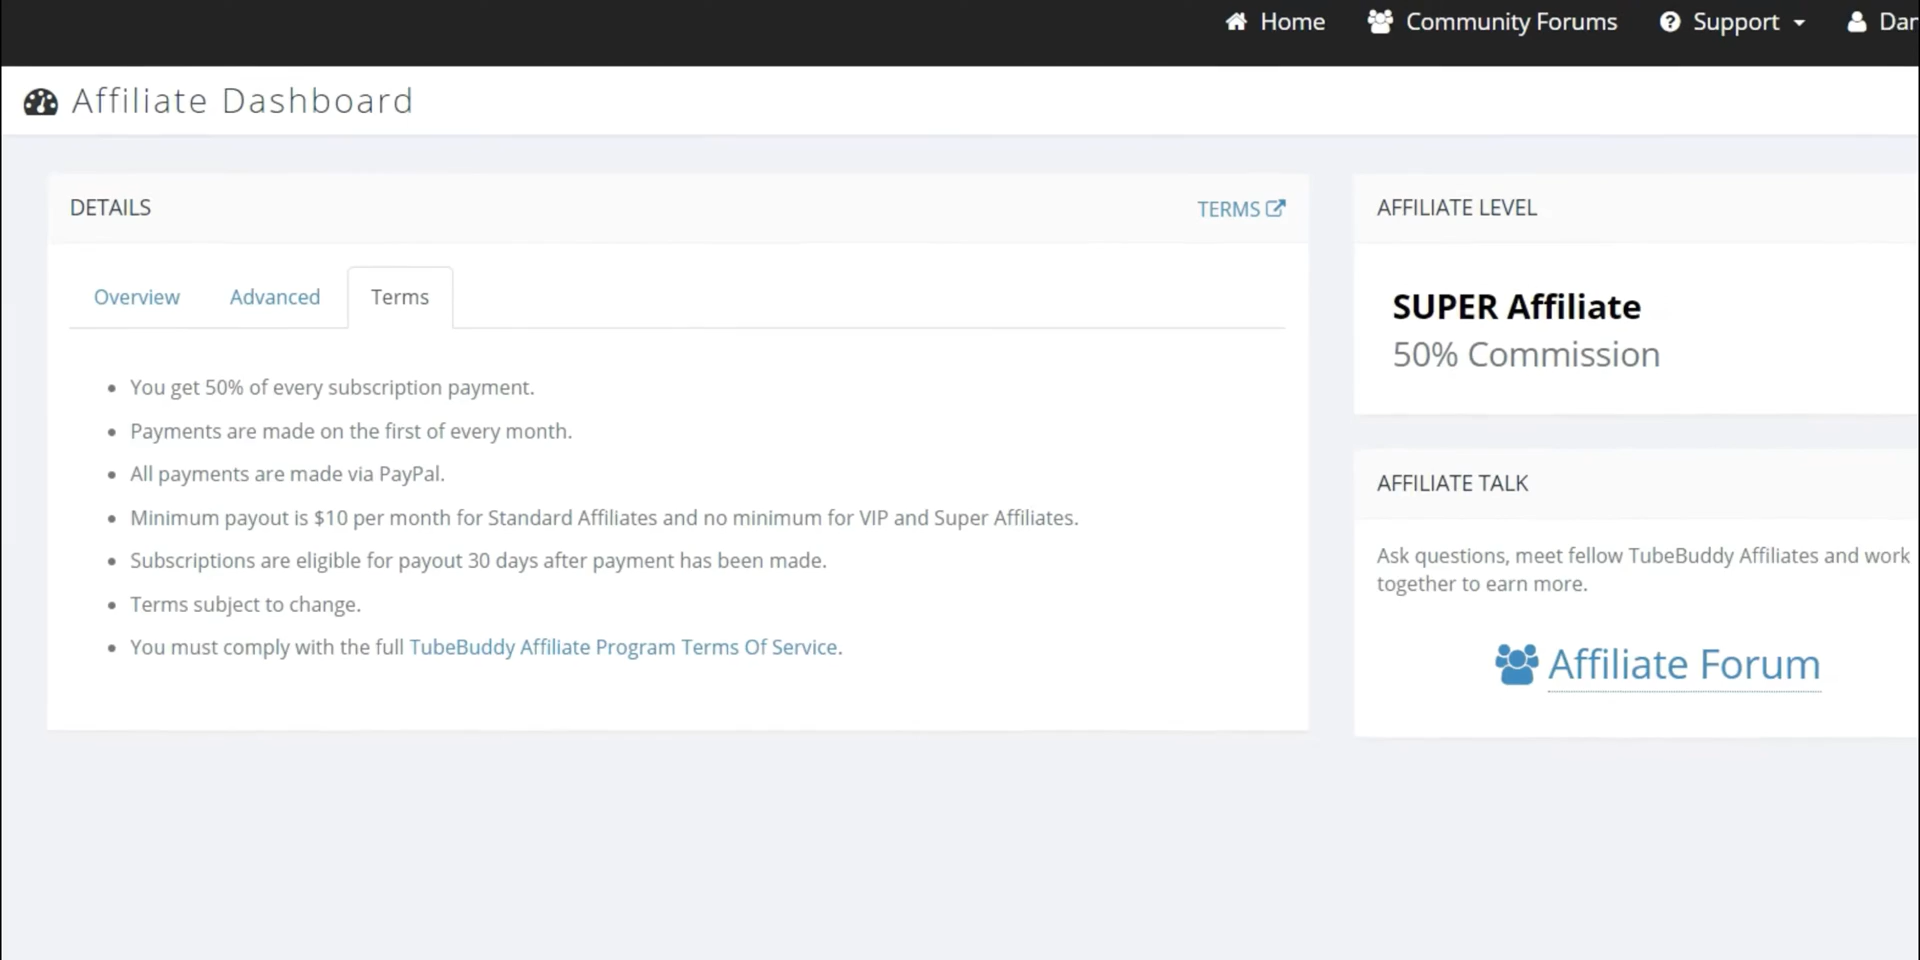 Home Community Forums Support
Affiliate Dashboard
DETAILS
TERMS
Overview Advanced Terms
You get 50% of every subscription payment.
Payments are made on the first of every month.
All payments are made via PayPal.
Minimum payout is $10 per month for Standard Affiliates and no minimum for VIP and Super Affiliates.
Subscriptions are eligible for payout 30 days after payment has been made.
Terms subject to change.
You must comply with the full TubeBuddy Affiliate Program Terms Of Service.
AFFILIATE LEVEL
SUPER Affiliate
50% Commission
AFFILIATE TALK
Ask questions, meet fellow TubeBuddy Affiliates and work
together to earn more.
Affiliate Forum